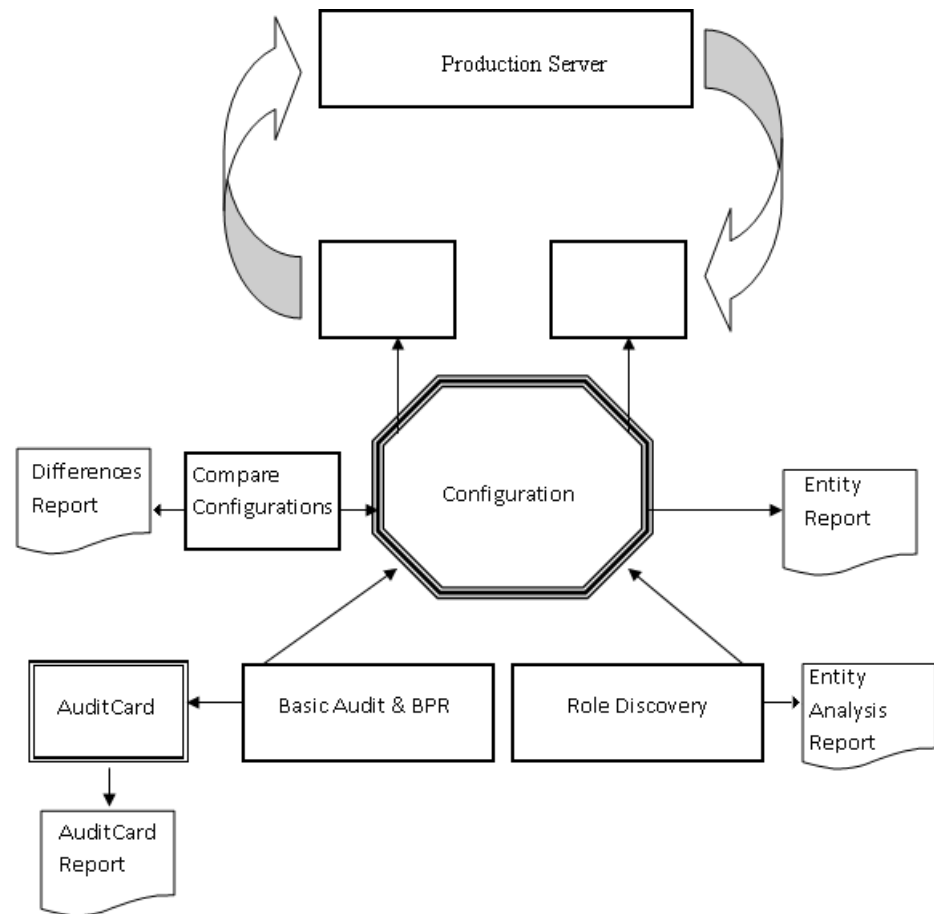 Production Server
Differences
Report
Compare
Configurations
Configuration
Entity
Report
AuditCard
Basic Audit & BPR
Role Discovery
Entity
Analysis
Report
AuditCard
Report